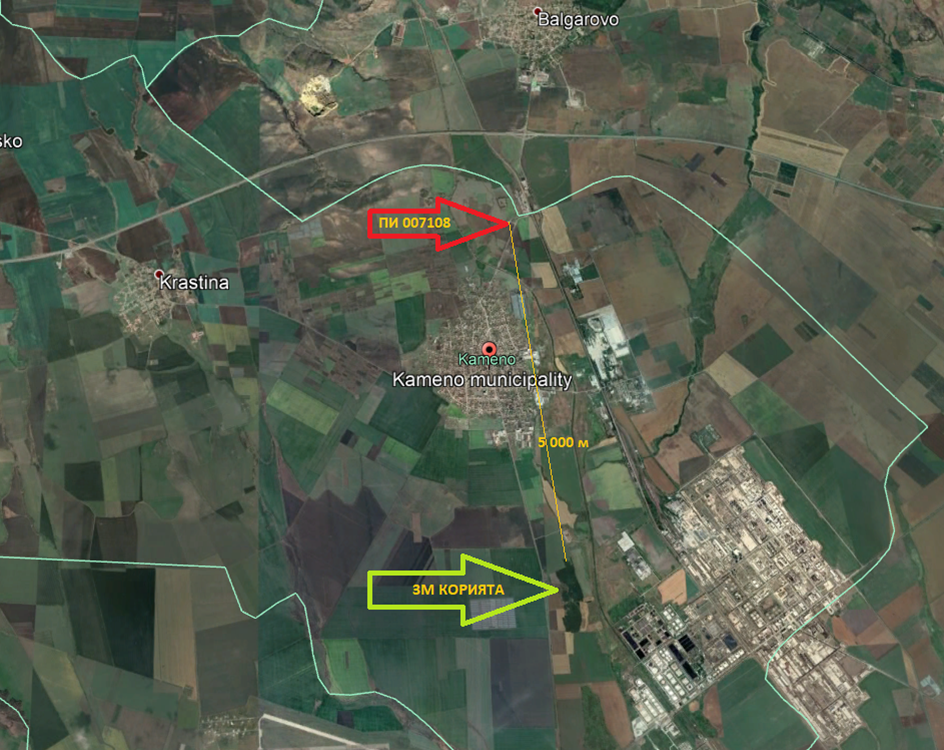 Balgarovo
sko
ПИ 007108
Krastina
Kameno
Kameno municipality
5 000 м
ЗМ КОРИЯТА